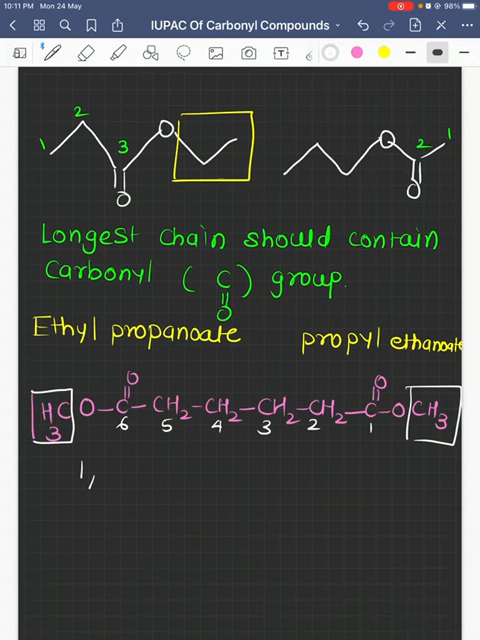 10:11 PM Mon 24 May 98%
IUPAC Of Carbonyl Compounds
1 2 3 O O
O 2 1 O
Longest chain should contain
Carbonyl ( C ) group.
O
Ethyl propanoate propyl ethanoate
O O
H3C O-C-CH2-CH2-CH2-CH2-C-O CH3
6 5 4 3 2 1
1,